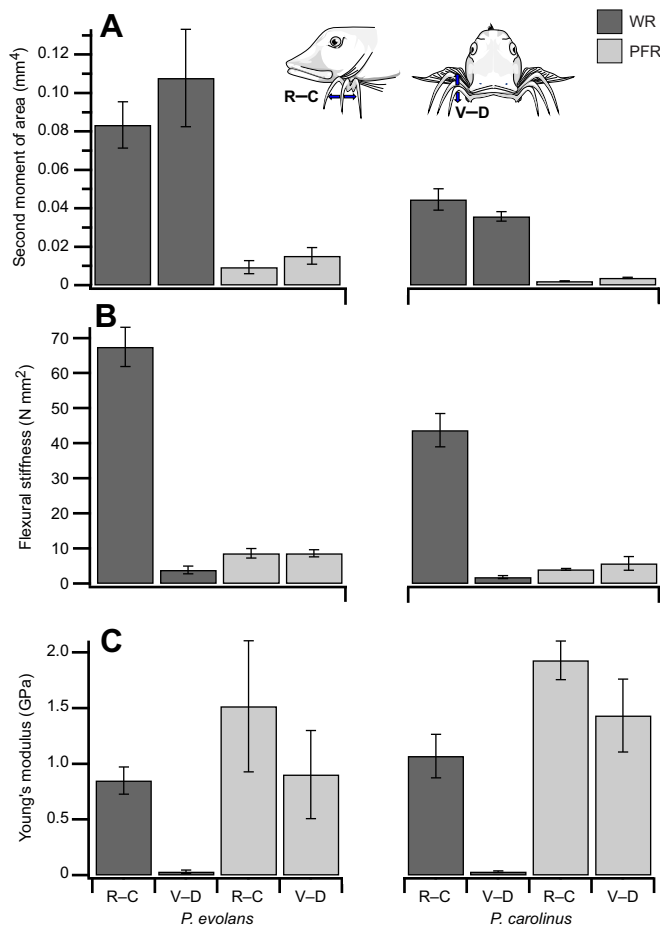 A
WR
PFR
Second moment of area (mm4)
0.12
0.10
0.08
0.06
0.04
0.02
0
R–C
V–D
B
Flexural stiffness (N mm2)
70
60
50
40
30
20
10
0
C
Young's modulus (GPa)
2.0
1.5
1.0
0.5
0
R–C V–D R–C V–D R–C V–D R–C V–D
P. evolans P. carolinus